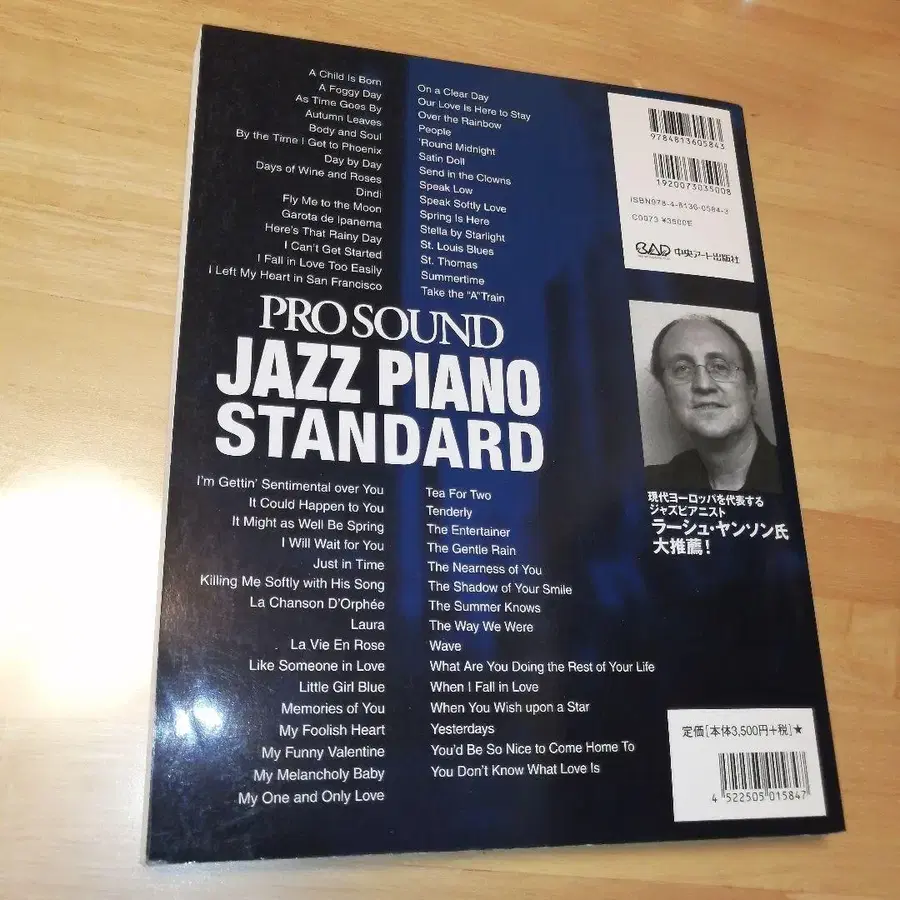 A Child Is Born
A Foggy Day
As Time Goes By
Autumn Leaves
Body and Soul
By the Time I Got to Phoenix
Day by Day
Days of Wine and Roses
Dindi
Fly Me to the Moon
Garota de Ipanema
Here's That Rainy Day
I Can't Get Started
I Fall in Love Too Easily
I Left My Heart in San Francisco
On a Clear Day
Our Love Is Here to Stay
Over the Rainbow
People
'Round Midnight
Satin Doll
Send in the Clowns
Speak Low
Speak Softly Love
Spring Is Here
Stella by Starlight
St. Louis Blues
St. Thomas
Summertime
Take the "A"Train
9784813605843
1920073035008
ISBN978-4-8136-0584-3
C0073 ¥3500E
CAD 中央アート出版社
PRO SOUND
JAZZ PIANO
STANDARD
現代ヨーロッパを代表する
ジャズピアニスト
ラーシュ・ヤンソン氏
大推薦!
I'm Gettin' Sentimental over You
It Could Happen to You
It Might as Well Be Spring
I Will Wait for You
Just in Time
Killing Me Softly with His Song
La Chanson D'Orphée
Laura
La Vie En Rose
Like Someone in Love
Little Girl Blue
Memories of You
My Foolish Heart
My Funny Valentine
My Melancholy Baby
My One and Only Love
Tea For Two
Tenderly
The Entertainer
The Gentle Rain
The Nearness of You
The Shadow of Your Smile
The Summer Knows
The Way We Were
Wave
What Are You Doing the Rest of Your Life
When I Fall in Love
When You Wish upon a Star
Yesterdays
You'd Be So Nice to Come Home To
You Don't Know What Love Is
定価[本体3,500円+税]★
4 522505 015847